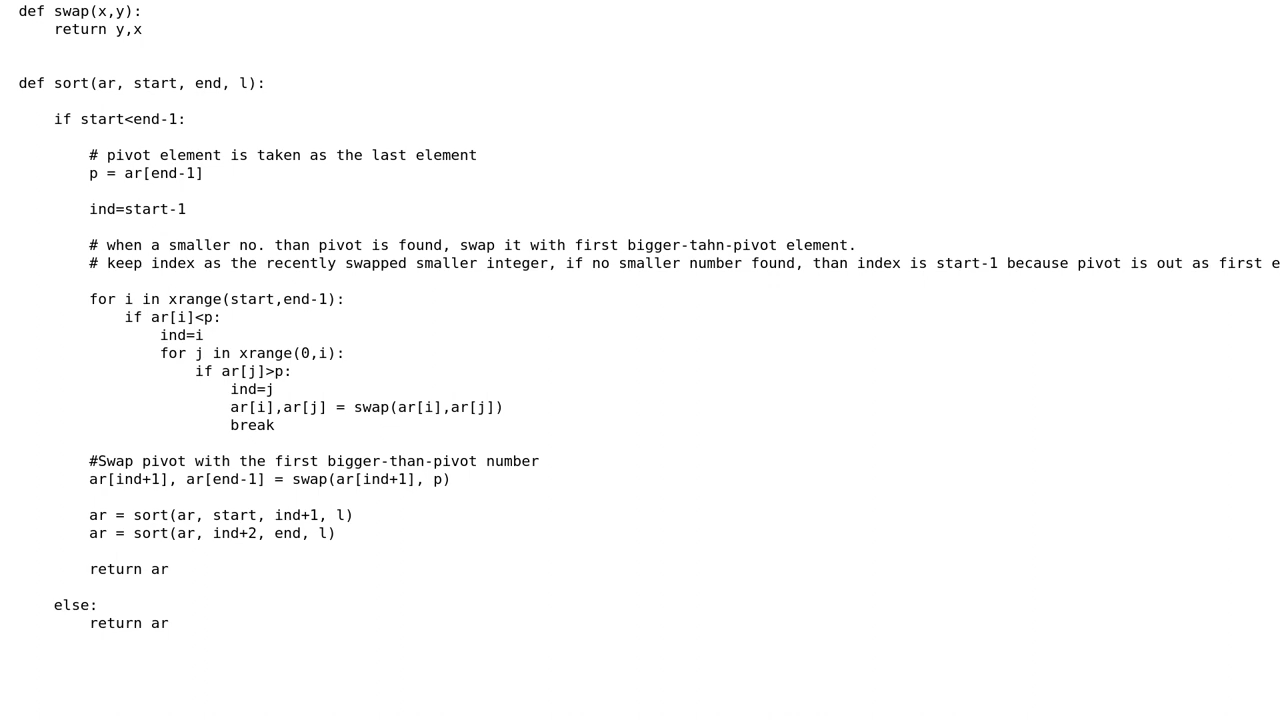 def swap(x,y):
    return y,x
def sort(ar, start, end, l):
    if start<end-1:
        # pivot element is taken as the last element
        p = ar[end-1]
        ind=start-1
        # when a smaller no. than pivot is found, swap it with first bigger-tahn-pivot element.
        # keep index as the recently swapped smaller integer, if no smaller number found, than index is start-1 because pivot is out as first e
        for i in xrange(start,end-1):
            if ar[i]<p:
                ind=i
                for j in xrange(0,i):
                    if ar[j]>p:
                        ind=j
                        ar[i],ar[j] = swap(ar[i],ar[j])
                        break
        #Swap pivot with the first bigger-than-pivot number
        ar[ind+1], ar[end-1] = swap(ar[ind+1], p)
        ar = sort(ar, start, ind+1, l)
        ar = sort(ar, ind+2, end, l)
        return ar
    else:
        return ar